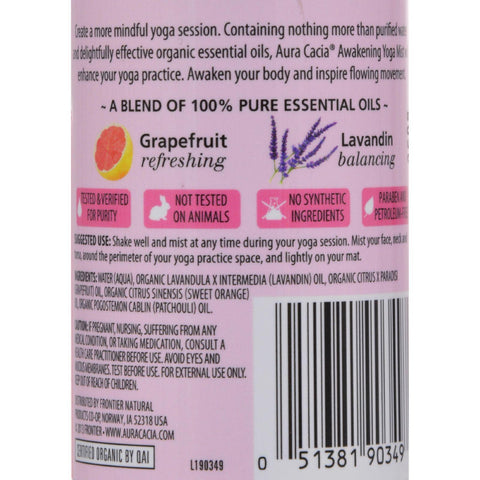 Create a more mindful yoga session. Containing nothing more than purified water
and delightfully effective organic essential oils, Aura Cacia® Awakening Yoga Mist will
enhance your yoga practice. Awaken your body and inspire flowing movement.
~ A BLEND OF 100% PURE ESSENTIAL OILS ~
Grapefruit
refreshing
Lavandin
balancing
TESTED & VERIFIED
FOR PURITY
NOT TESTED
ON ANIMALS
NO SYNTHETIC
INGREDIENTS
PARABEN AND
PETROLEUM-FREE
SUGGESTED USE: Shake well and mist at any time during your yoga session. Mist your face, neck and
around the perimeter of your yoga practice space, and lightly on your mat.
INGREDIENTS: WATER (AQUA), ORGANIC LAVANDULA X INTERMEDIA (LAVANDIN) OIL, ORGANIC CITRUS X PARADISI
(GRAPEFRUIT) OIL, ORGANIC CITRUS SINENSIS (SWEET ORANGE)
OIL, ORGANIC POGOSTEMON CABLIN (PATCHOULI) OIL.
CAUTION: IF PREGNANT, NURSING, SUFFERING FROM ANY
MEDICAL CONDITION, OR TAKING MEDICATION, CONSULT A
HEALTH CARE PRACTITIONER BEFORE USE. AVOID EYES AND
MUCOUS MEMBRANES. TEST BEFORE USE. FOR EXTERNAL USE ONLY.
KEEP OUT OF REACH OF CHILDREN.
DISTRIBUTED BY FRONTIER NATURAL
PRODUCTS CO-OP, NORWAY, IA 52318 USA
©2013 FRONTIER • WWW.AURACACIA.COM
CERTIFIED ORGANIC BY QAI
L190349
0 51381 90349